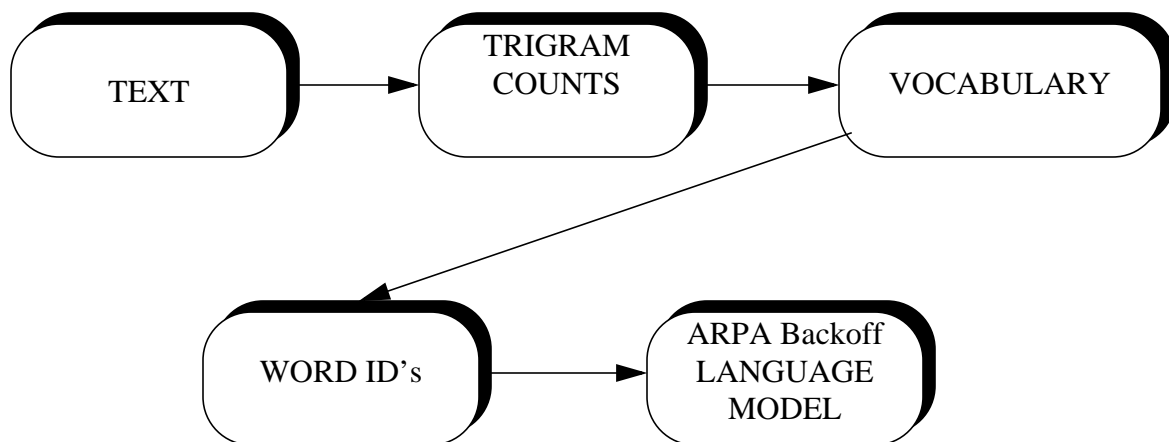 TEXT
TRIGRAM
COUNTS
VOCABULARY
WORD ID’s
ARPA Backoff
LANGUAGE
MODEL